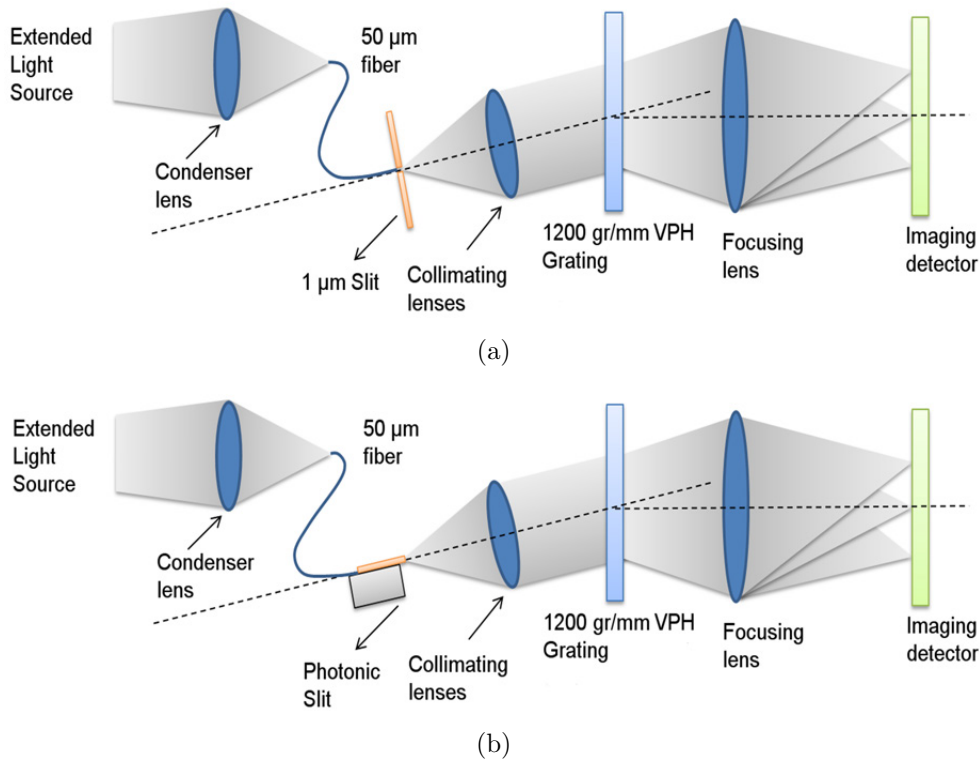 Extended
Light
Source
50 µm
fiber
Condenser
lens
1 µm Slit
Collimating
lenses
1200 gr/mm VPH
Grating
Focusing
lens
Imaging
detector
(a)
Extended
Light
Source
50 µm
fiber
Condenser
lens
Photonic
Slit
Collimating
lenses
1200 gr/mm VPH
Grating
Focusing
lens
Imaging
detector
(b)